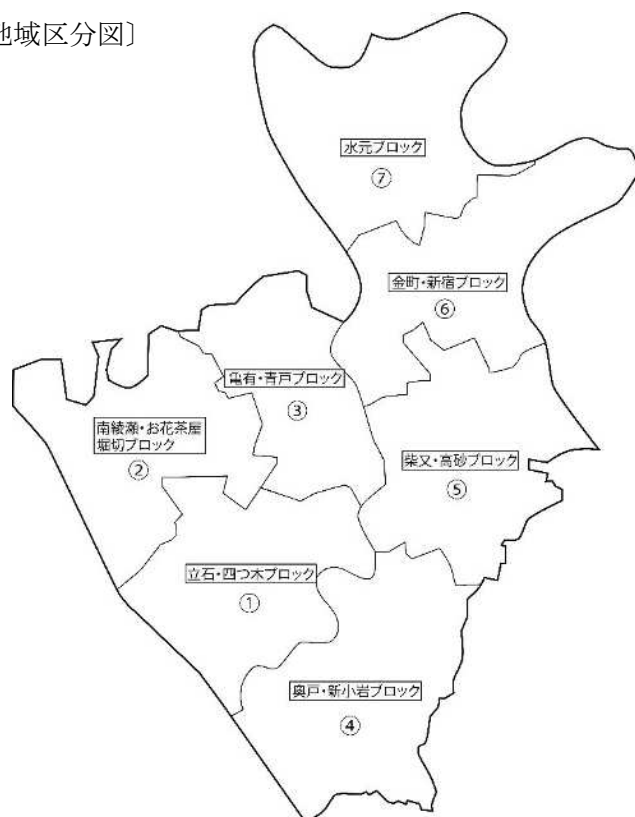 地域区分図〕
水元ブロック
⑦
金町・新宿ブロック
⑥
亀有・青戸ブロック
③
南綾瀬・お花茶屋
堀切ブロック
②
柴又・高砂ブロック
⑤
立石・四つ木ブロック
①
奥戸・新小岩ブロック
④